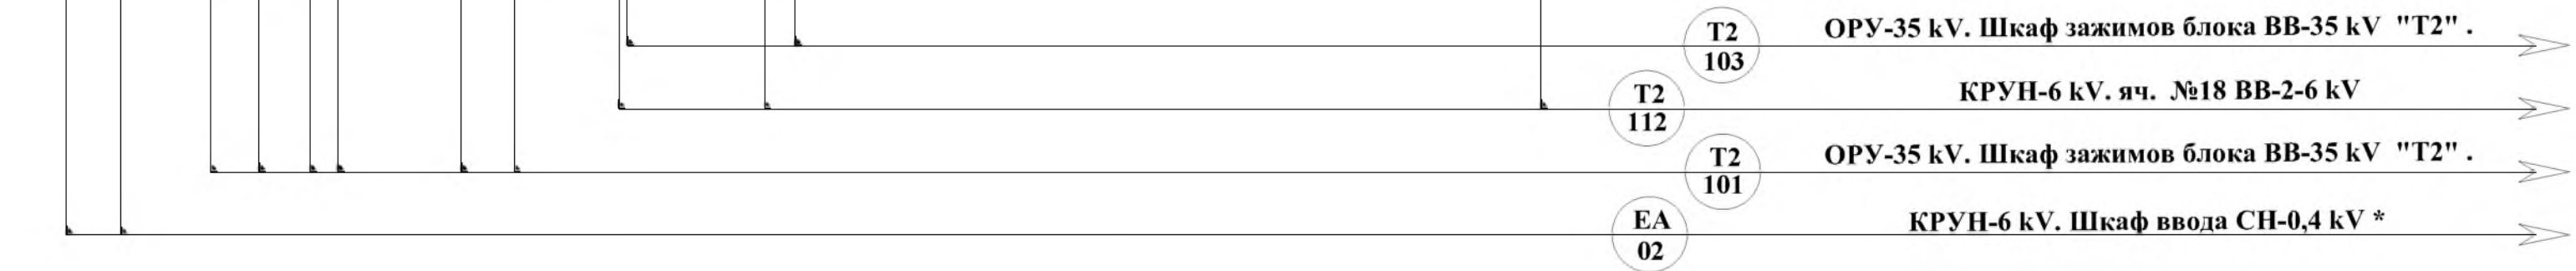 T2
103
ОРУ-35 kV. Шкаф зажимов блока ВВ-35 kV "Т2" .
T2
112
КРУН-6 kV. яч. №18 ВВ-2-6 kV
T2
101
ОРУ-35 kV. Шкаф зажимов блока ВВ-35 kV "Т2" .
EA
02
КРУН-6 kV. Шкаф ввода СН-0,4 kV *